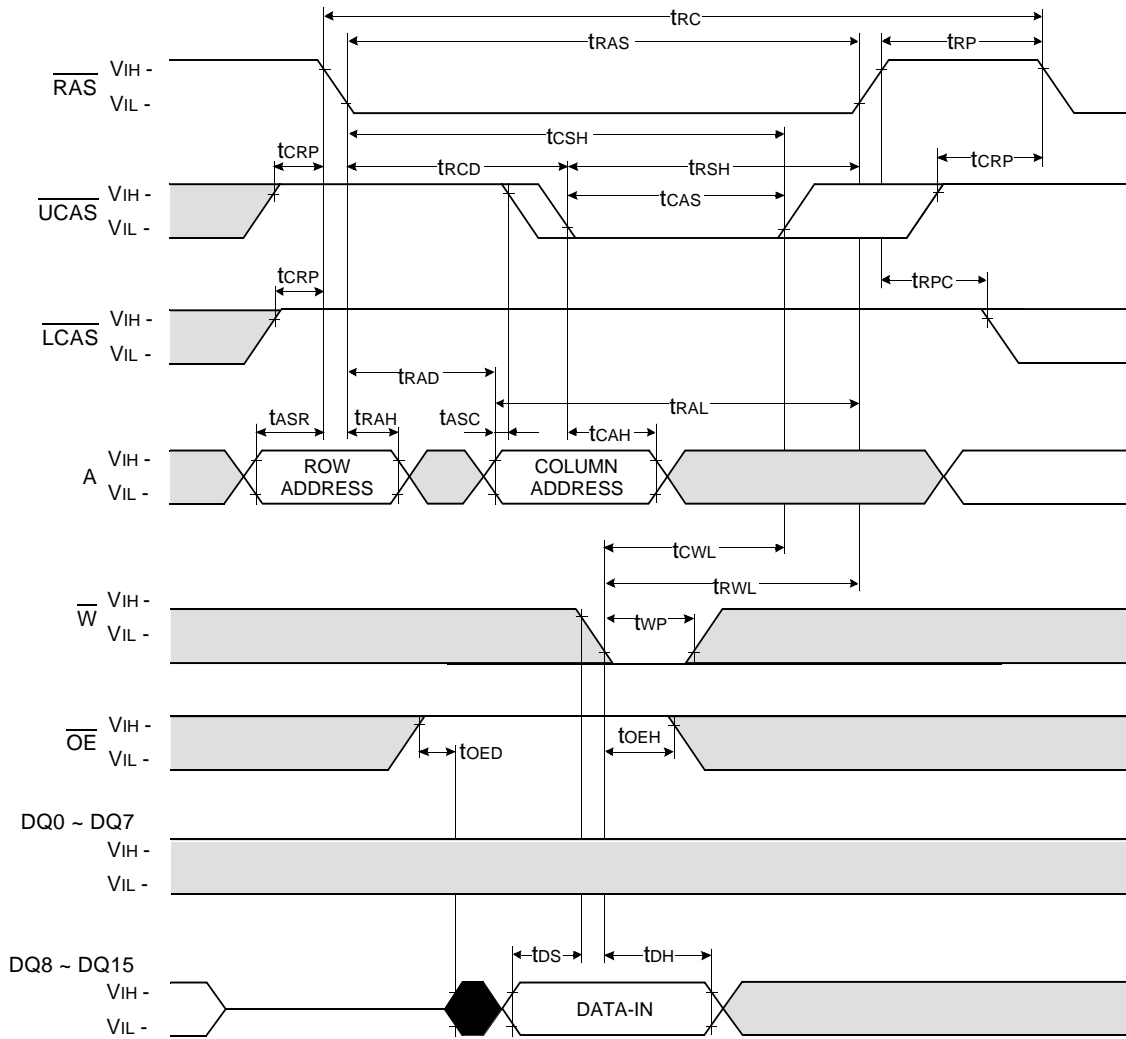 tRC
tRAS
tRP
RAS
VIH -
VIL -
tCSH
tCRP
tRCD
tRSH
tCRP
UCAS
VIH -
VIL -
tCAS
tCRP
tRPC
LCAS
VIH -
VIL -
tRAD
tRAL
tASR
tRAH
tASC
tCAH
A
VIH -
VIL -
ROW
ADDRESS
COLUMN
ADDRESS
tCWL
tRWL
W
VIH -
VIL -
tWP
OE
VIH -
VIL -
tOED
tOEH
DQ0 ~ DQ7
VIH -
VIL -
tDS
tDH
DQ8 ~ DQ15
VIH -
VIL -
DATA-IN